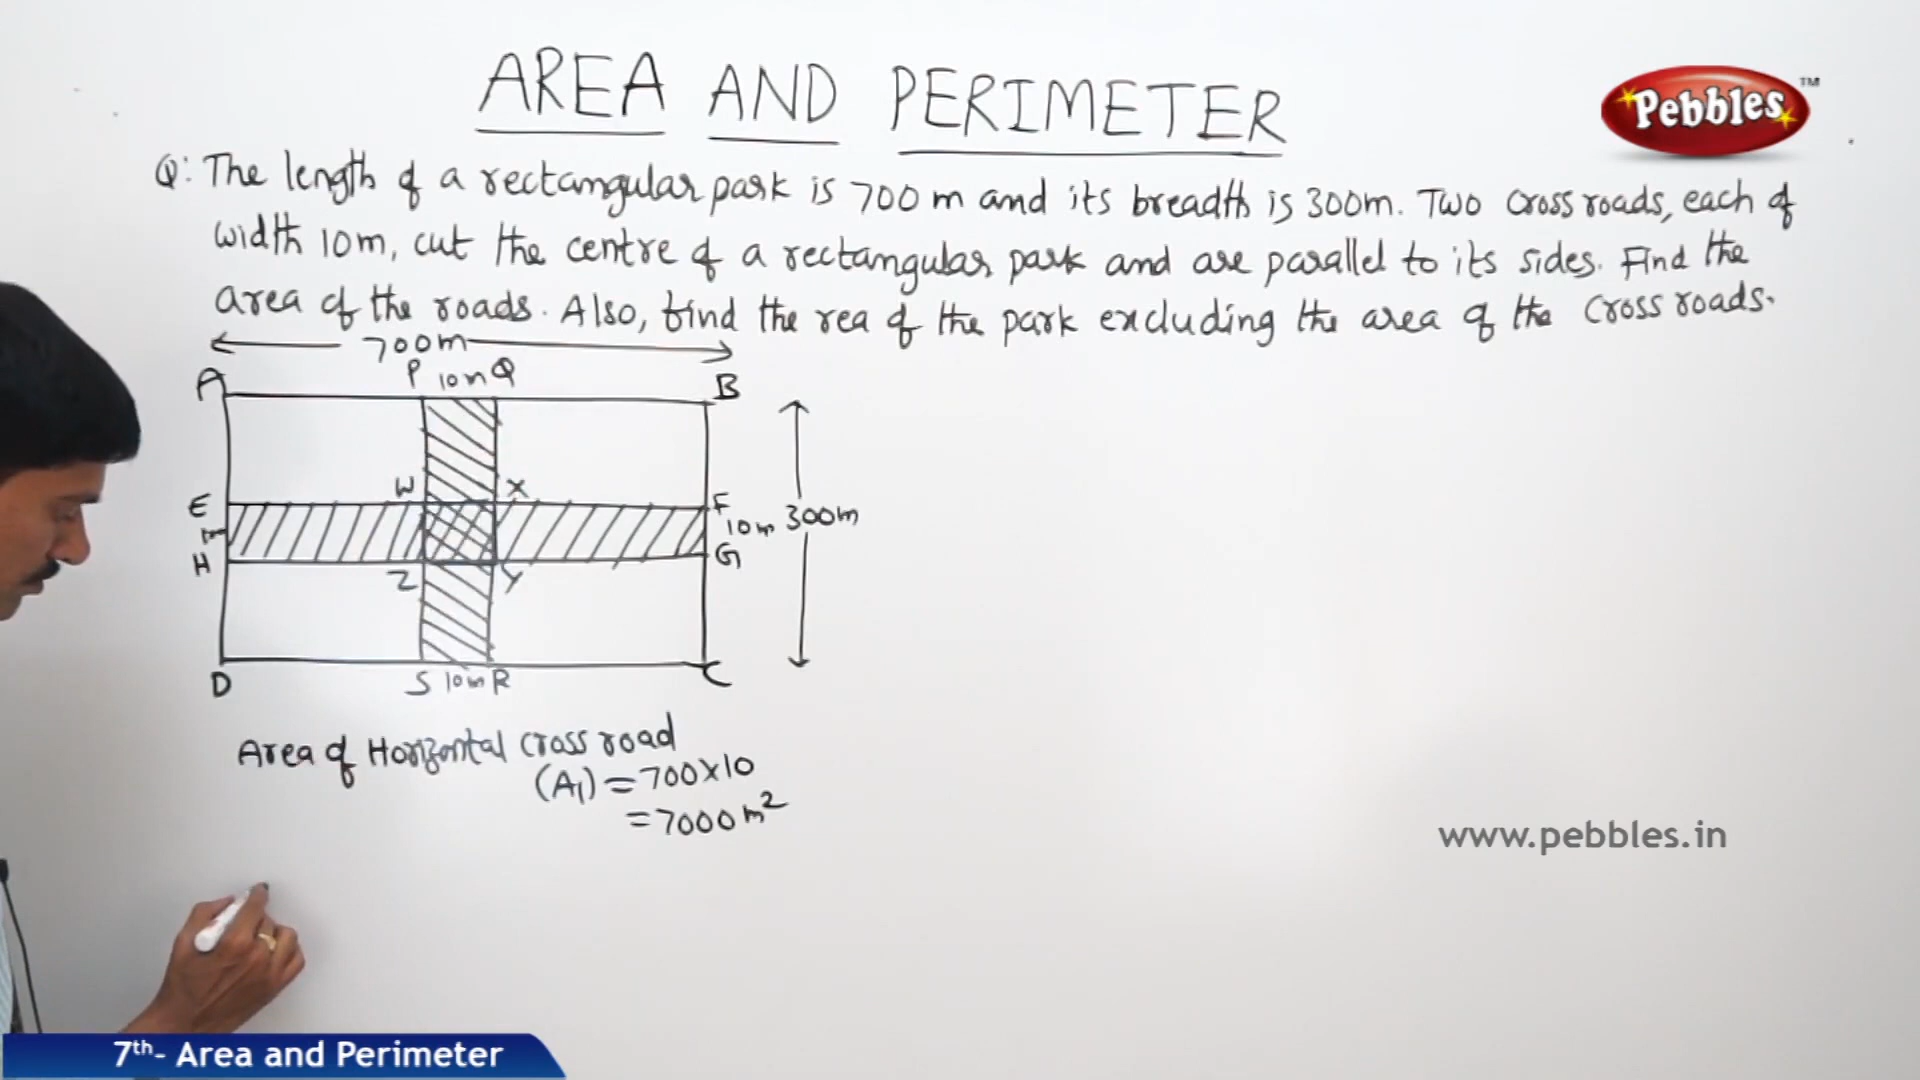 AREA AND PERIMETER
Pebbles™
Q: The length of a rectangular park is 700 m and its breadth is 300m. Two Cross roads, each of
width 10m, cut the centre of a rectangular park and are parallel to its sides. Find the
area of the roads. Also, find the rea of the park excluding the area of the Cross roads.
700m
P 10m Q
A B
W X
E F
10m 300m
H G
Z Y
D S 10m R C
Area of Horizontal Cross road
(A1) = 700×10
= 7000 m²
www.pebbles.in
7th- Area and Perimeter